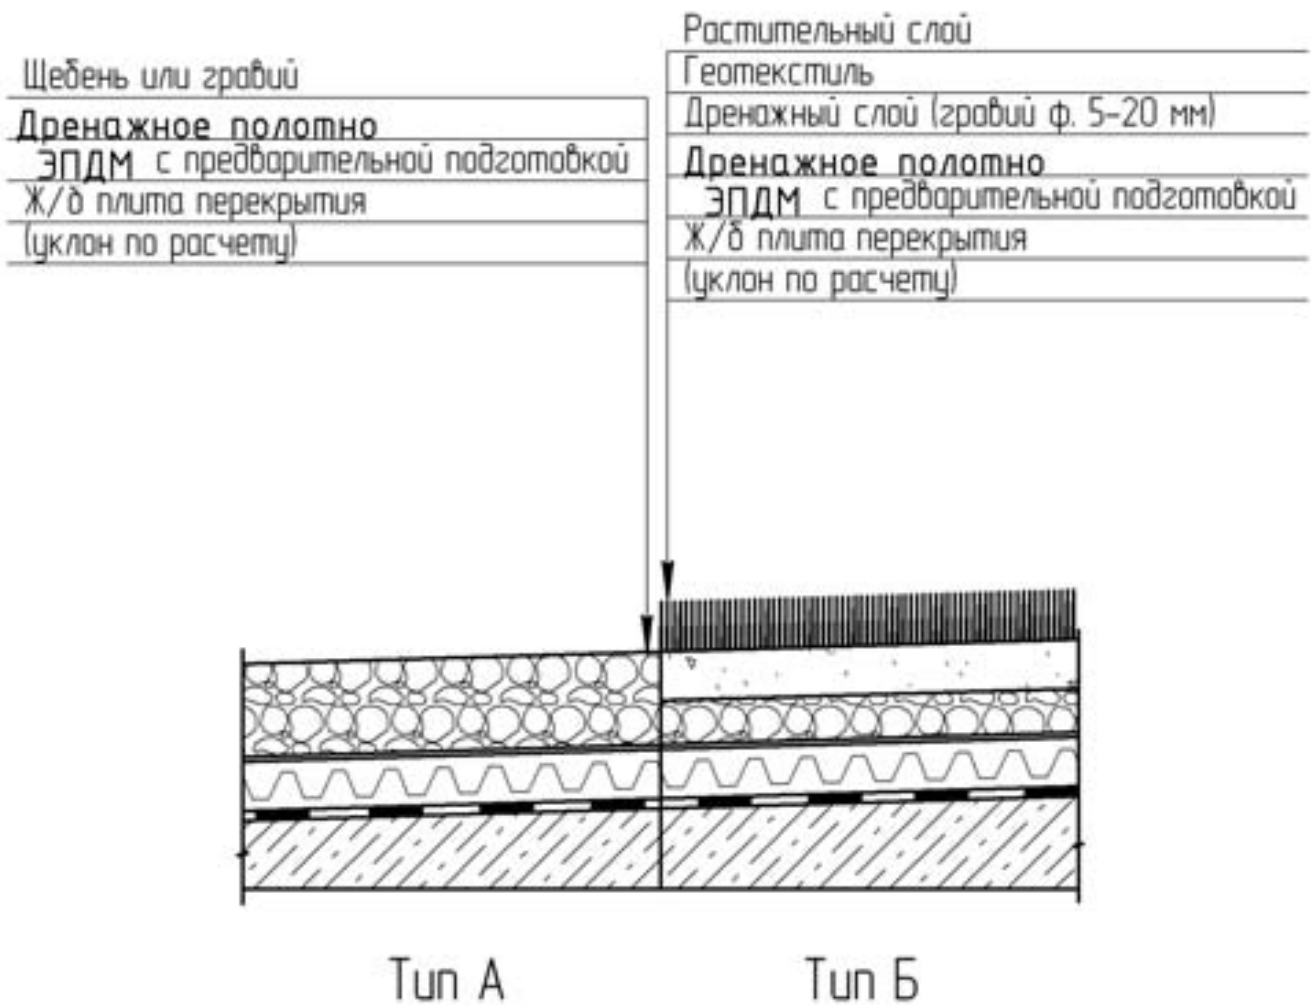 Щебень или гравий
Дренажное полотно
ЭПДМ с предварительной подготовкой
Ж/б плита перекрытия
(уклон по расчету)
Растительный слой
Геотекстиль
Дренажный слой (гравий ф. 5-20 мм)
Дренажное полотно
ЭПДМ с предварительной подготовкой
Ж/б плита перекрытия
(уклон по расчету)
Тип А
Тип Б